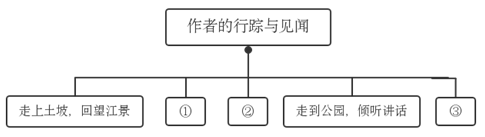 作者的行踪与见闻
走上土坡，回望江景
①
②
走到公园，倾听讲话
③